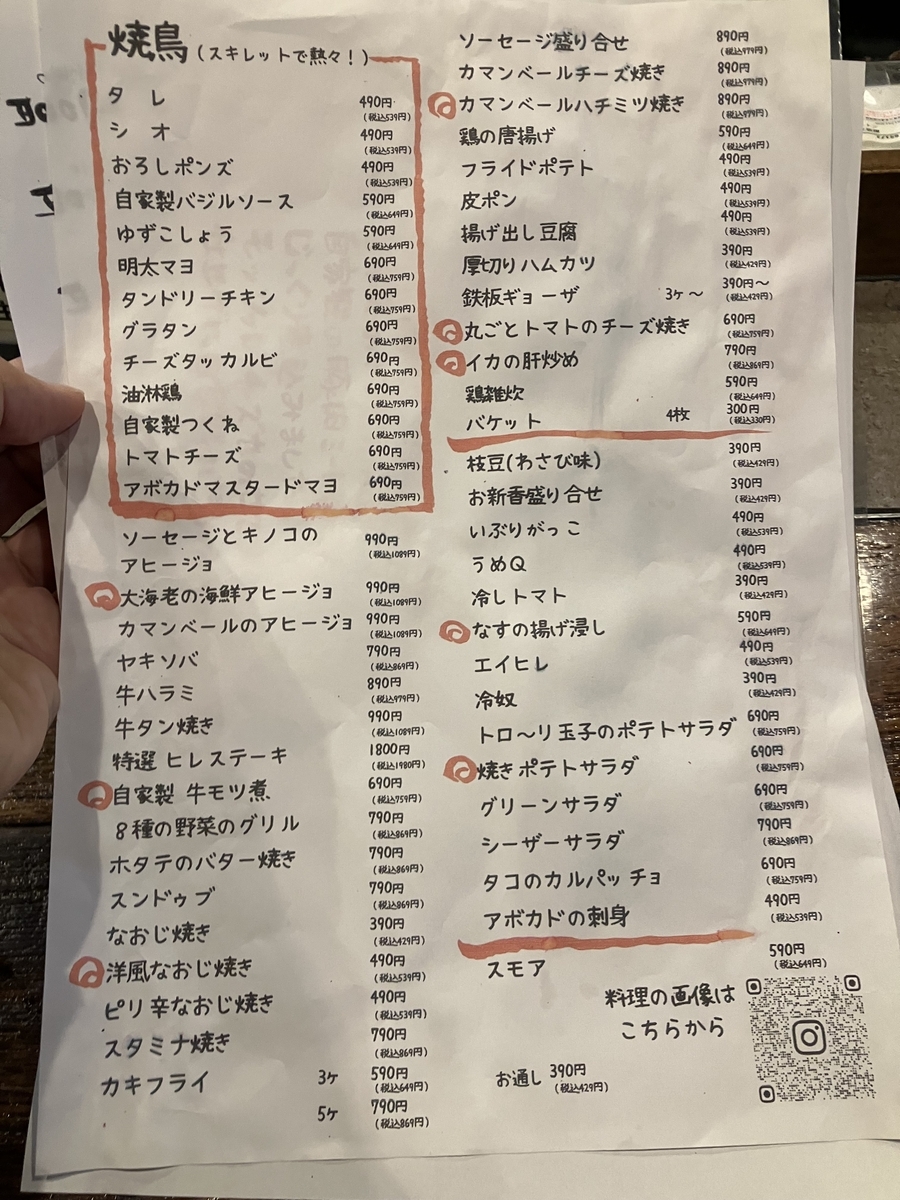 焼鳥(スキレットで熱々!)
タレ 490円
(税込539円)
シオ 490円
(税込539円)
おろしポンズ 490円
(税込539円)
自家製バジルソース 590円
(税込649円)
ゆずこしょう 590円
(税込649円)
明太マヨ 690円
(税込759円)
タンドリーチキン 690円
(税込759円)
グラタン 690円
(税込759円)
チーズタッカルビ 690円
(税込759円)
油淋鶏 690円
(税込759円)
自家製つくね 690円
(税込759円)
トマトチーズ 690円
(税込759円)
アボカドマスタードマヨ 690円
(税込759円)
ソーセージとキノコの
アヒージョ 990円
(税込1089円)
大海老の海鮮アヒージョ 990円
(税込1089円)
カマンベールのアヒージョ 990円
(税込1089円)
ヤキソバ 790円
(税込869円)
牛ハラミ 890円
(税込979円)
牛タン焼き 990円
(税込1089円)
特選 ヒレステーキ 1800円
(税込1980円)
自家製 牛モツ煮 690円
(税込759円)
8種の野菜のグリル 790円
(税込869円)
ホタテのバター焼き 790円
(税込869円)
スンドゥブ 790円
(税込869円)
なおじ焼き 390円
(税込429円)
洋風なおじ焼き 490円
(税込539円)
ピリ辛なおじ焼き 490円
(税込539円)
スタミナ焼き 790円
(税込869円)
カキフライ 3ケ 590円
(税込649円)
5ケ 790円
(税込869円)
ソーセージ盛り合せ 890円
(税込979円)
カマンベールチーズ焼き 890円
(税込979円)
カマンベールハチミツ焼き 890円
(税込979円)
鶏の唐揚げ 590円
(税込649円)
フライドポテト 490円
(税込539円)
皮ポン 490円
(税込539円)
揚げ出し豆腐 490円
(税込539円)
厚切りハムカツ 390円
(税込429円)
鉄板ギョーザ 3ケ〜 390円〜
(税込429円)
丸ごとトマトのチーズ焼き 690円
(税込759円)
イカの肝炒め 790円
(税込869円)
鶏雑炊 590円
(税込649円)
バケット 4枚 300円
(税込330円)
枝豆(わさび味) 390円
(税込429円)
お新香盛り合せ 390円
(税込429円)
いぶりがっこ 490円
(税込539円)
うめQ 490円
(税込539円)
冷しトマト 390円
(税込429円)
なすの揚げ浸し 590円
(税込649円)
エイヒレ 490円
(税込539円)
冷奴 390円
(税込429円)
トロ〜リ玉子のポテトサラダ 690円
(税込759円)
焼きポテトサラダ 690円
(税込759円)
グリーンサラダ 690円
(税込759円)
シーザーサラダ 790円
(税込869円)
タコのカルパッチョ 690円
(税込759円)
アボカドの刺身 490円
(税込539円)
スモア 590円
(税込649円)
料理の画像は
こちらから
お通し 390円
(税込429円)